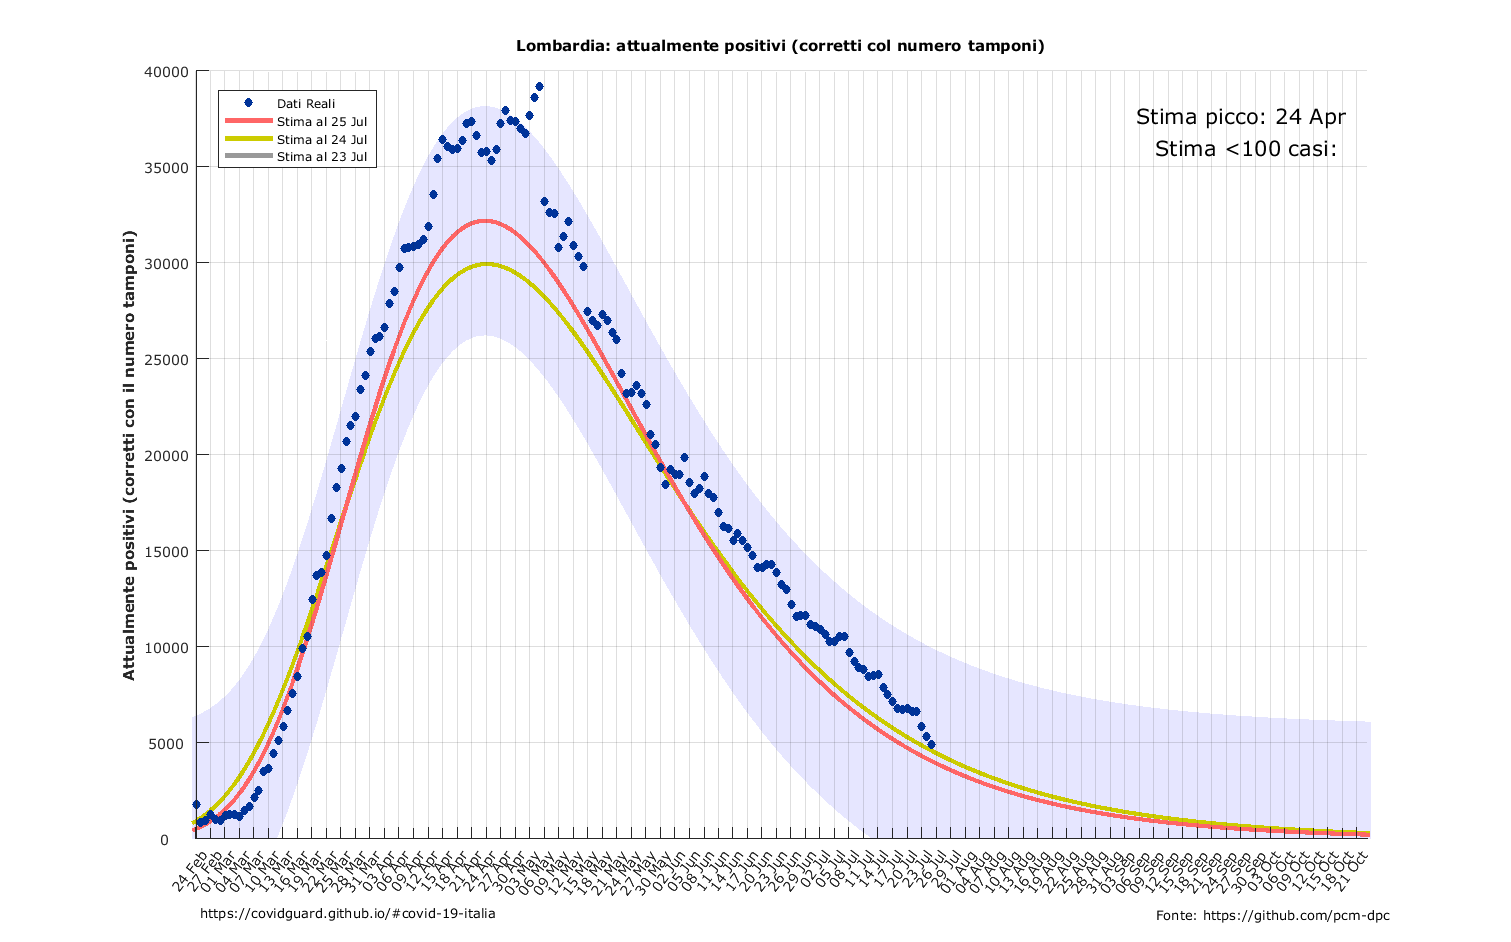 Lombardia: attualmente positivi (corretti col numero tamponi)
Attualmente positivi (corretti con il numero tamponi)
40000
35000
30000
25000
20000
15000
10000
5000
0
Dati Reali
Stima al 25 Jul
Stima al 24 Jul
Stima al 23 Jul
Stima picco: 24 Apr
Stima <100 casi:
24 Feb
27 Feb
01 Mar
04 Mar
07 Mar
10 Mar
13 Mar
16 Mar
19 Mar
22 Mar
25 Mar
28 Mar
31 Mar
03 Apr
06 Apr
09 Apr
12 Apr
15 Apr
18 Apr
21 Apr
24 Apr
27 Apr
30 Apr
03 May
06 May
09 May
12 May
15 May
18 May
21 May
24 May
27 May
30 May
02 Jun
05 Jun
08 Jun
11 Jun
14 Jun
17 Jun
20 Jun
23 Jun
26 Jun
29 Jun
02 Jul
05 Jul
08 Jul
11 Jul
14 Jul
17 Jul
20 Jul
23 Jul
26 Jul
29 Jul
01 Aug
04 Aug
07 Aug
10 Aug
13 Aug
16 Aug
19 Aug
22 Aug
25 Aug
28 Aug
31 Aug
03 Sep
06 Sep
09 Sep
12 Sep
15 Sep
18 Sep
21 Sep
24 Sep
27 Sep
30 Sep
03 Oct
06 Oct
09 Oct
12 Oct
15 Oct
18 Oct
21 Oct
https://covidguard.github.io/#covid-19-italia
Fonte: https://github.com/pcm-dpc